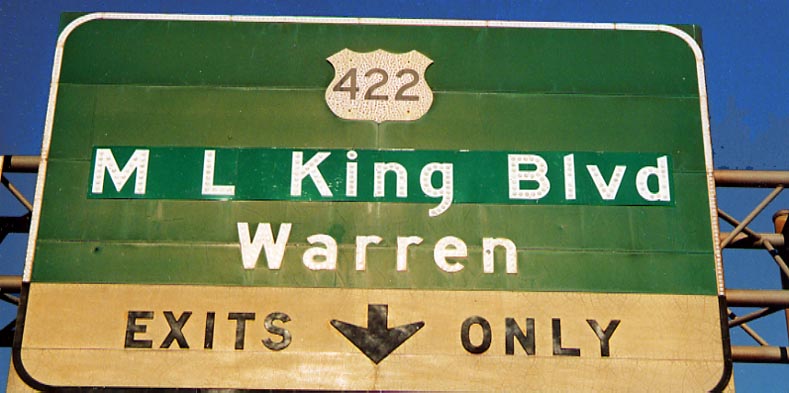 422
M L King Blvd
Warren
EXITS ONLY